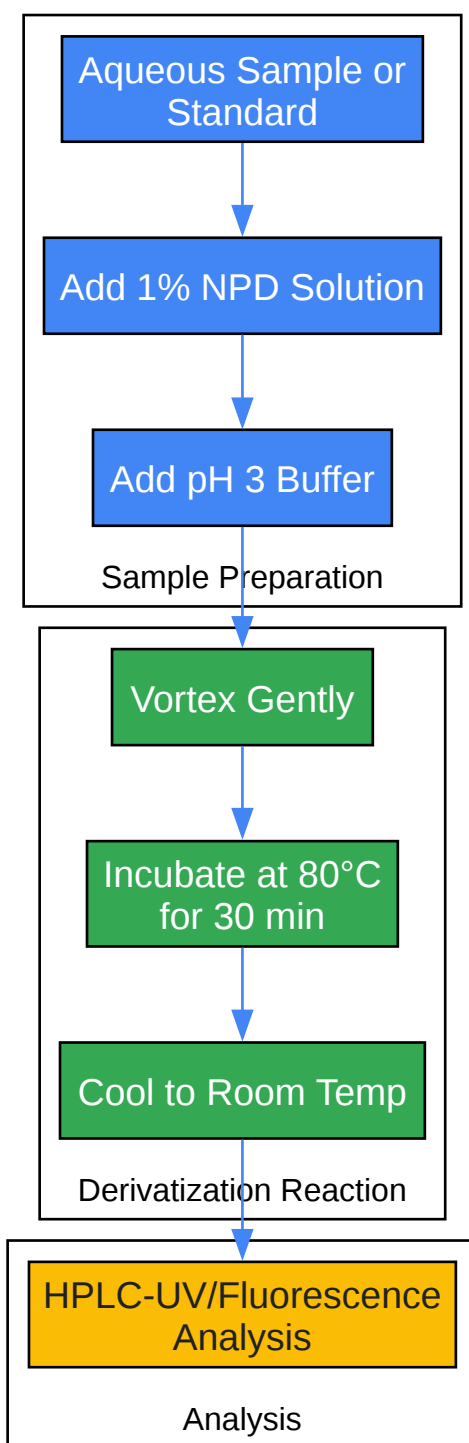 Aqueous Sample or
Standard
Add 1% NPD Solution
Add pH 3 Buffer
Sample Preparation
Vortex Gently
Incubate at 80°C
for 30 min
Cool to Room Temp
Derivatization Reaction
HPLC-UV/Fluorescence
Analysis
Analysis